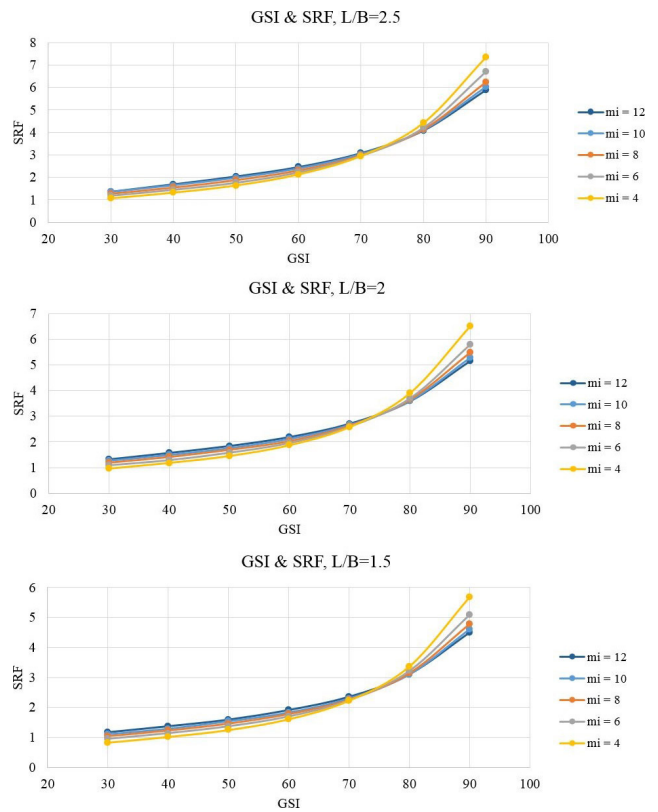 GSI & SRF, L/B=2.5
8
7
6
5
4
3
2
1
0
SRF
20 30 40 50 60 70 80 90 100
GSI
mi = 12
mi = 10
mi = 8
mi = 6
mi = 4
GSI & SRF, L/B=2
7
6
5
4
3
2
1
0
SRF
20 30 40 50 60 70 80 90 100
GSI
mi = 12
mi = 10
mi = 8
mi = 6
mi = 4
GSI & SRF, L/B=1.5
6
5
4
3
2
1
0
SRF
20 30 40 50 60 70 80 90 100
GSI
mi = 12
mi = 10
mi = 8
mi = 6
mi = 4